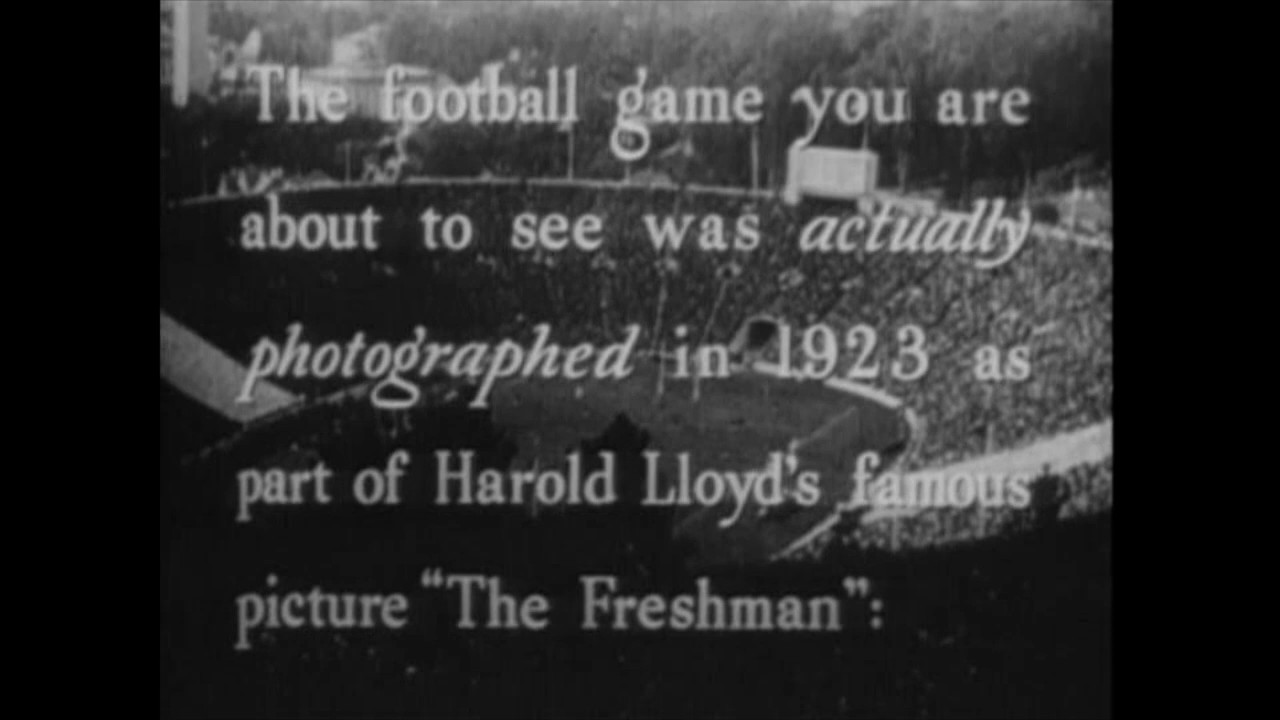 The football game you are
about to see was actually
photographed in 1923 as
part of Harold Lloyd's famous
picture “The Freshman”: